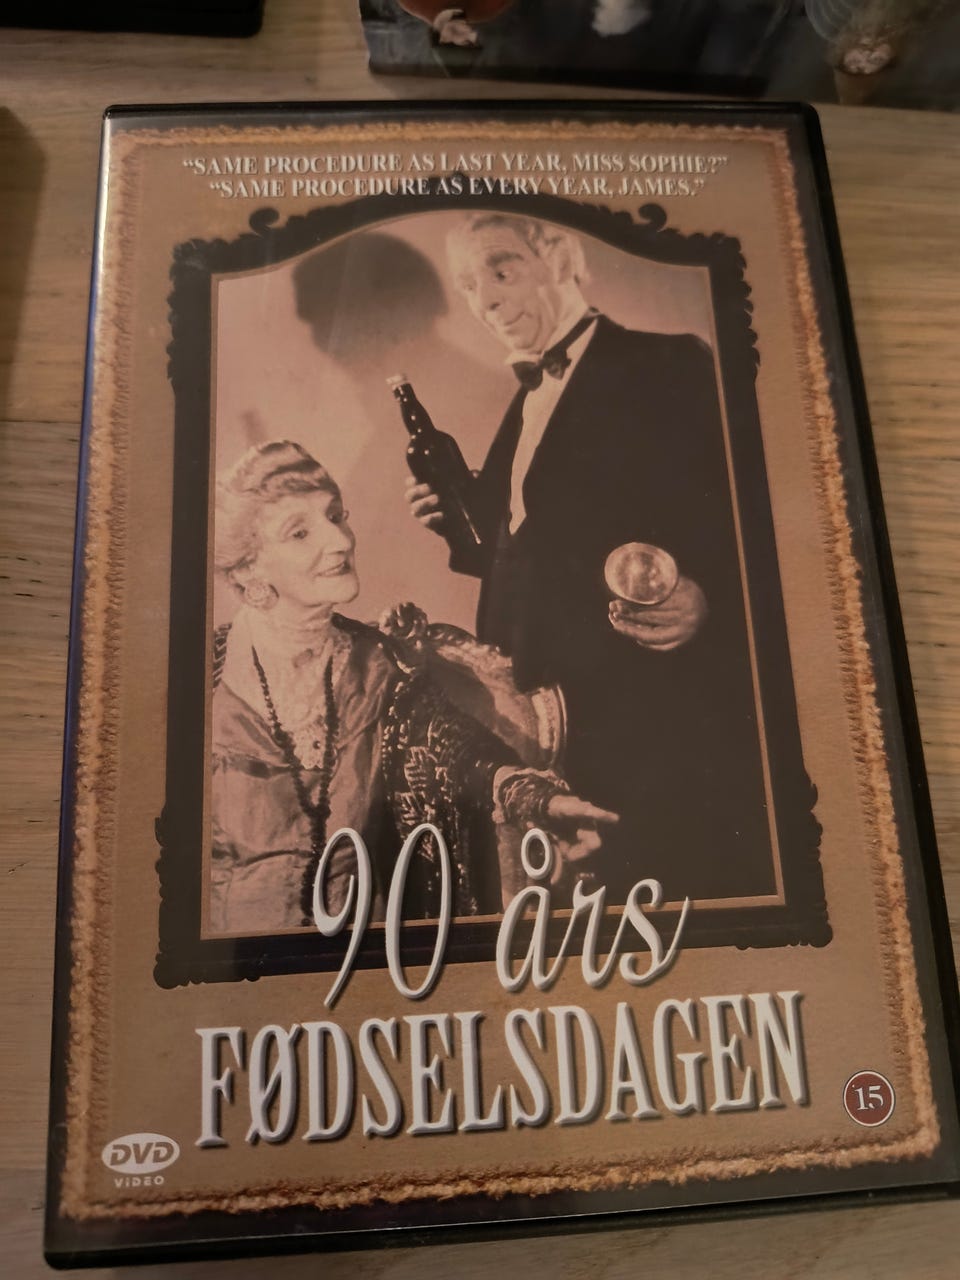 “SAME PROCEDURE AS LAST YEAR, MISS SOPHIE?”
“SAME PROCEDURE AS EVERY YEAR, JAMES.”
90 års
FØDSELSDAGEN
15
DVD
VIDEO